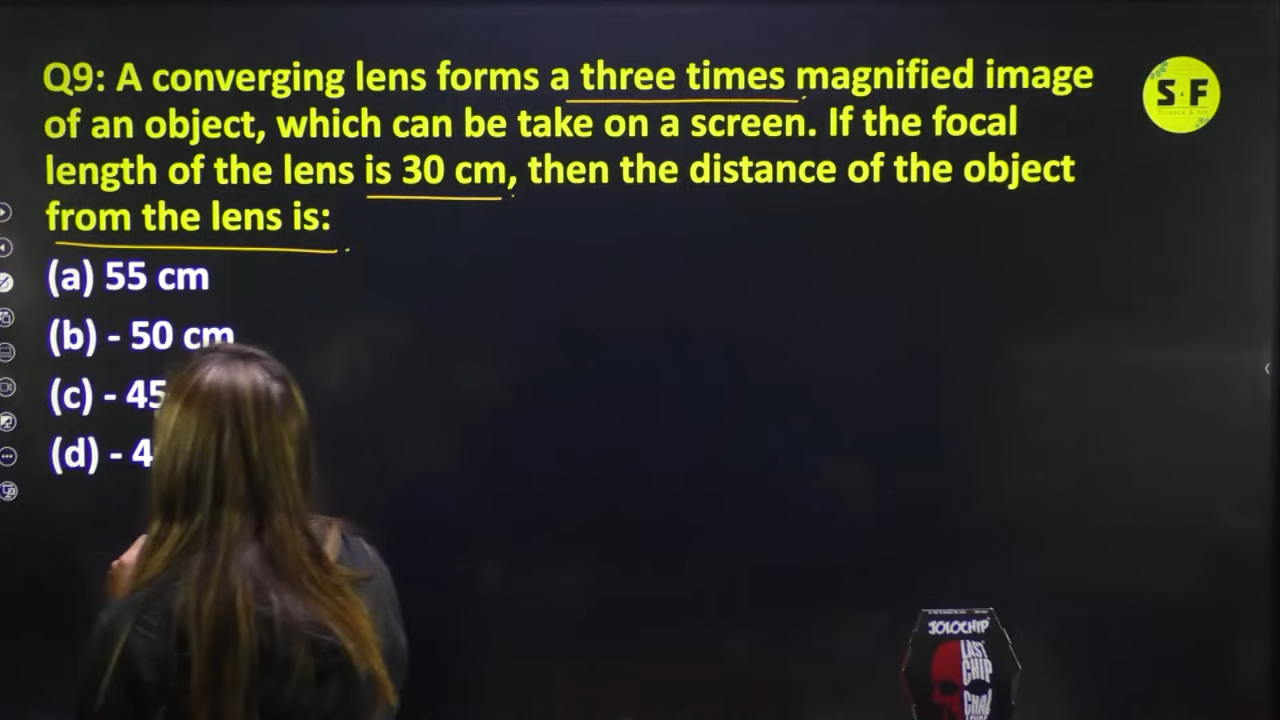 Q9: A converging lens forms a three times magnified image
of an object, which can be take on a screen. If the focal
length of the lens is 30 cm, then the distance of the object
from the lens is:
(a) 55 cm
(b) - 50 cm
(c) - 45
(d) - 4
S F
JOLOCHIP
LAST
CHIP